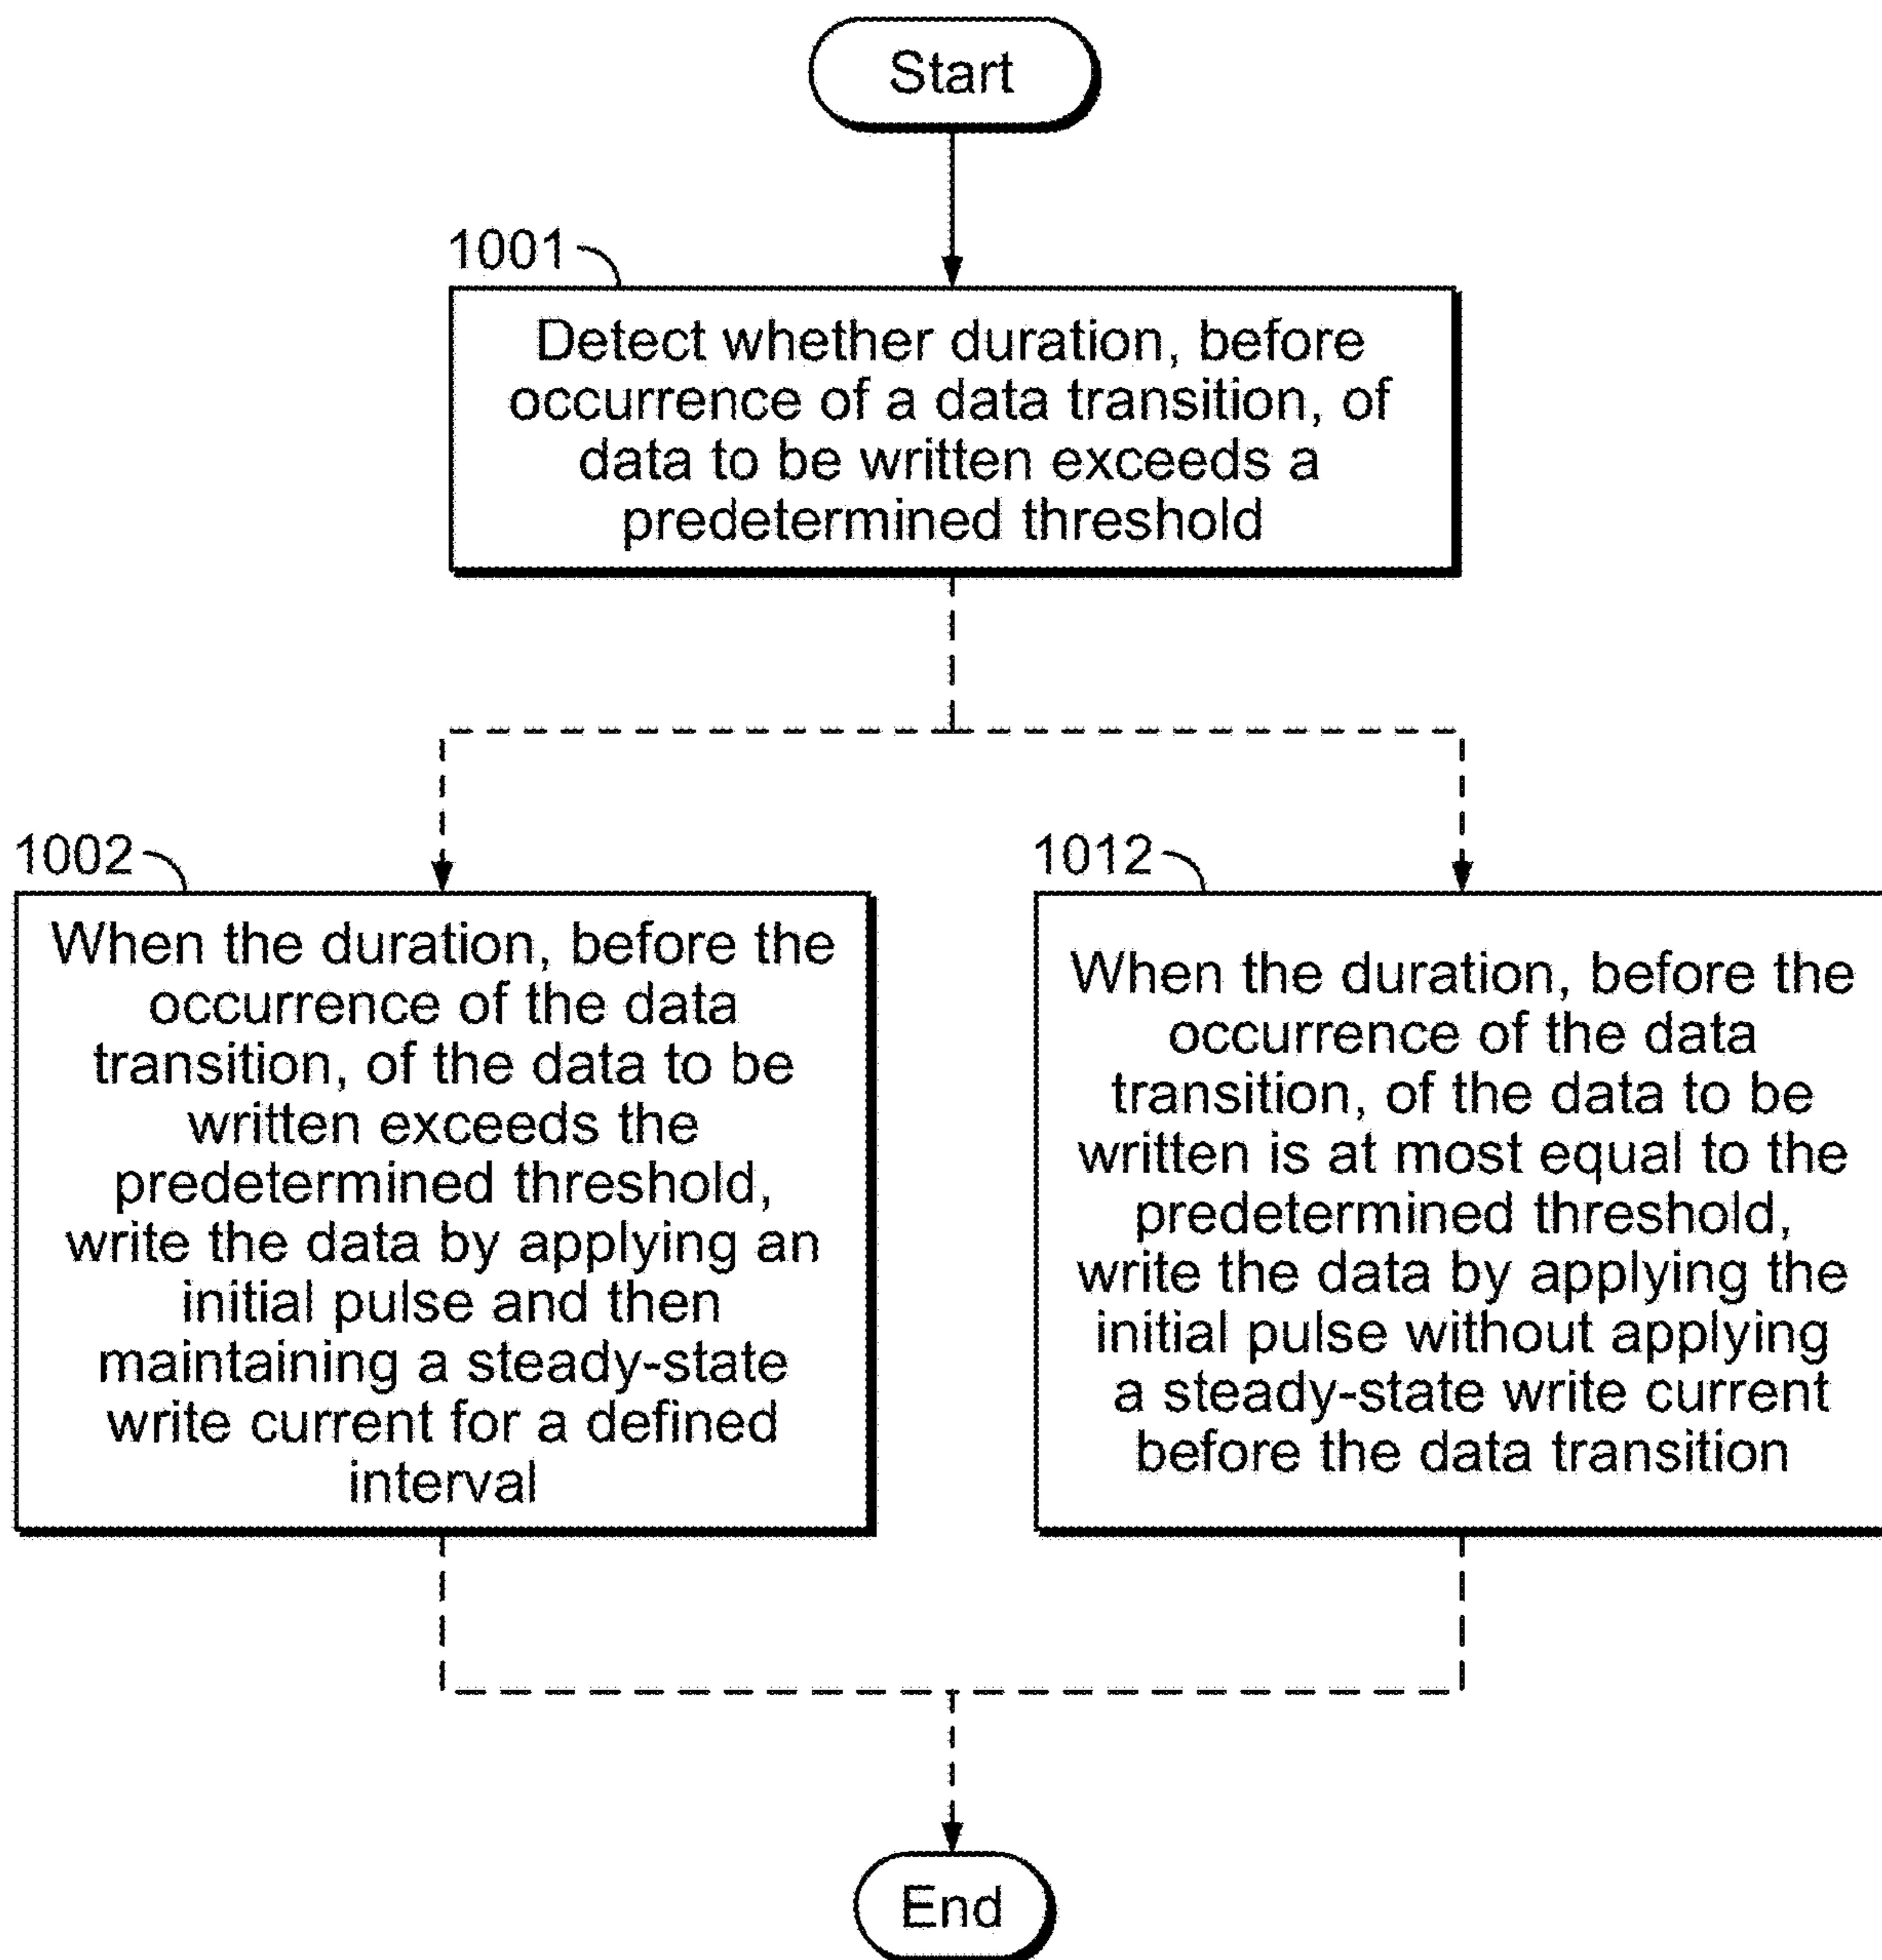 Start
1001
Detect whether duration, before
occurrence of a data transition, of
data to be written exceeds a
predetermined threshold
1002
When the duration, before the
occurrence of the data
transition, of the data to be
written exceeds the
predetermined threshold,
write the data by applying an
initial pulse and then
maintaining a steady-state
write current for a defined
interval
1012
When the duration, before the
occurrence of the data
transition, of the data to be
written is at most equal to the
predetermined threshold,
write the data by applying the
initial pulse without applying
a steady-state write current
before the data transition
End